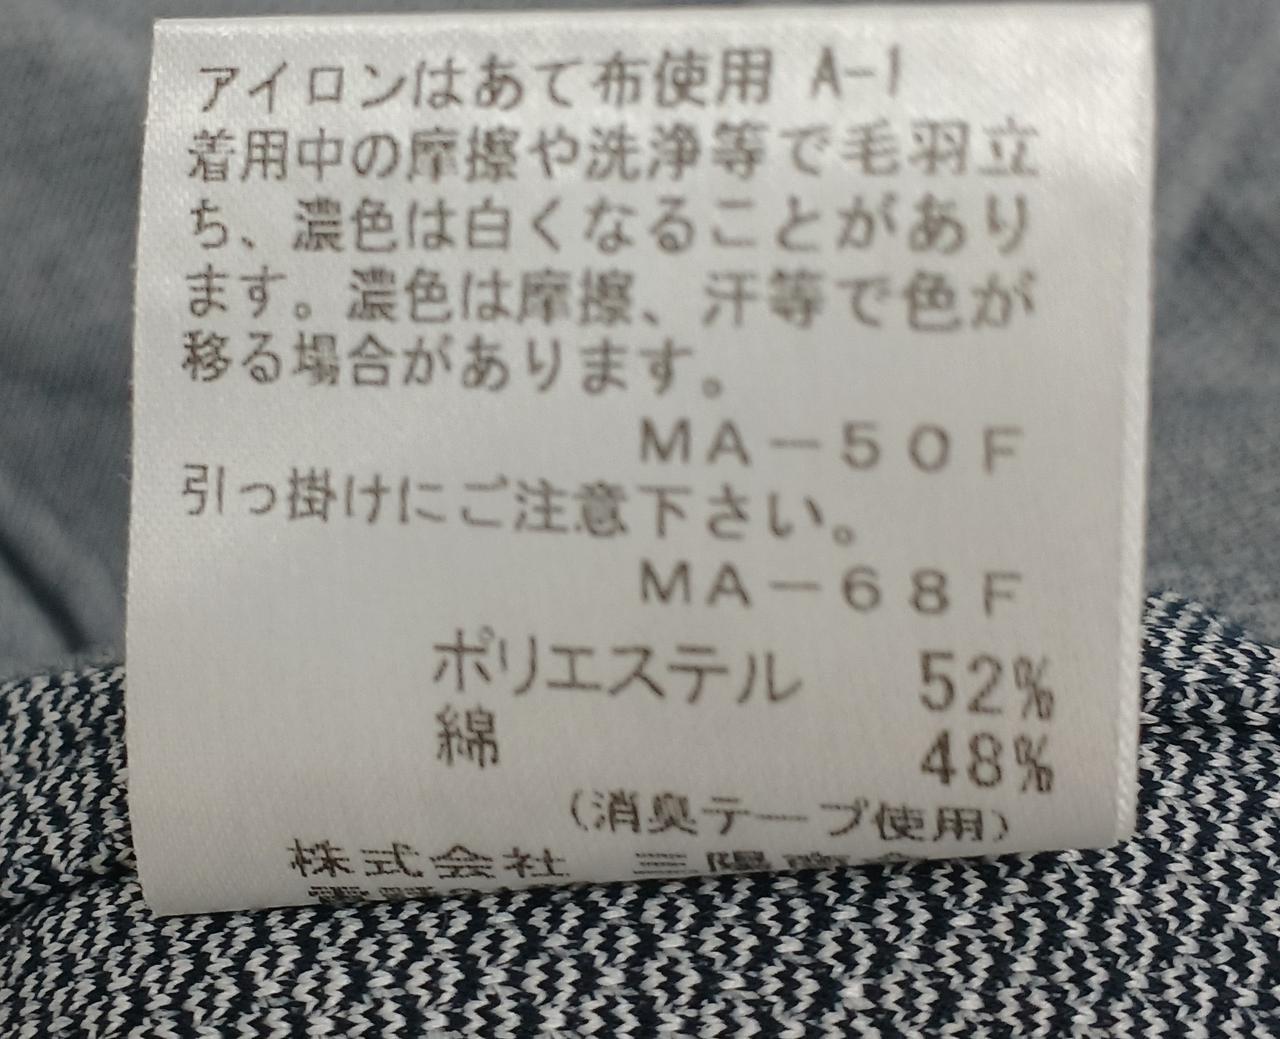 アイロンはあて布使用 A-1
着用中の摩擦や洗浄等で毛羽立
ち、濃色は白くなることがあり
ます。濃色は摩擦、汗等で色が
移る場合があります。
MA－50F
引っ掛けにご注意下さい。
MA－68F
ポリエステル 52%
綿 48%
(消臭テープ使用)
株式会社 三陽商会